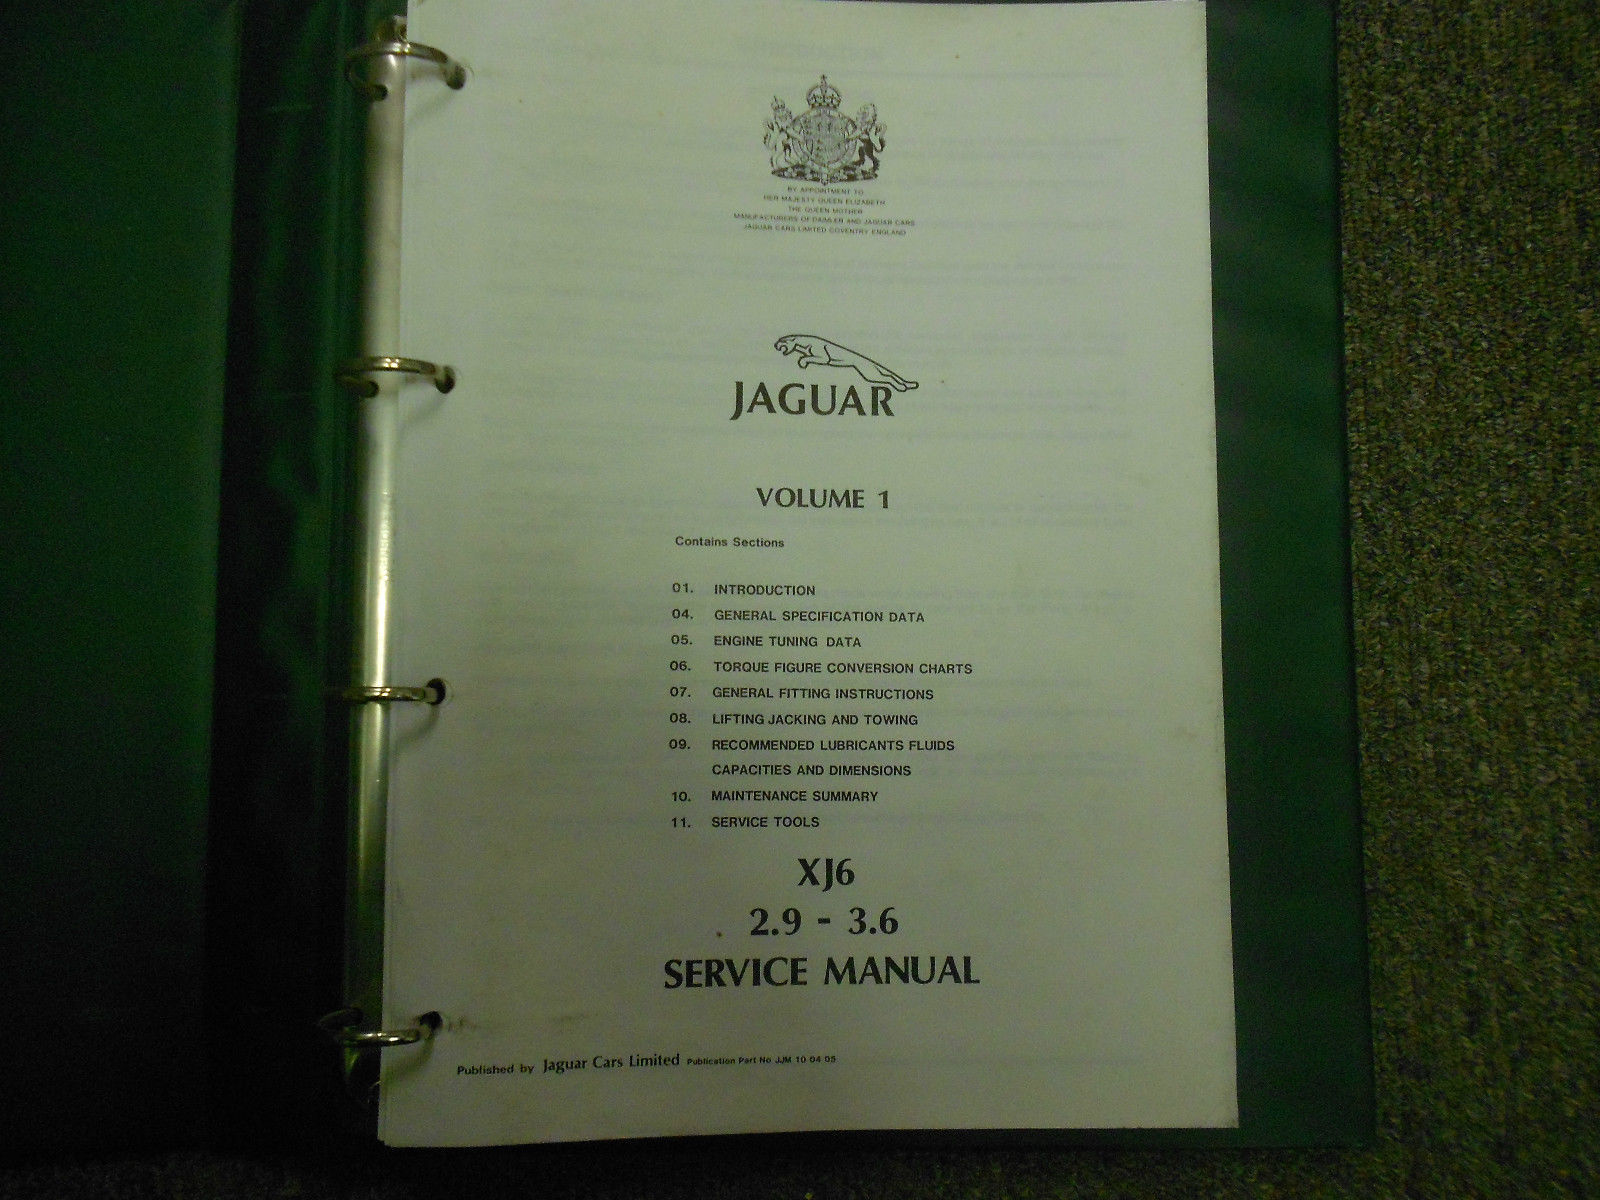 BY APPOINTMENT TO
HER MAJESTY QUEEN ELIZABETH
THE QUEEN MOTHER
MANUFACTURERS OF DAIMLER AND JAGUAR CARS
JAGUAR CARS LIMITED COVENTRY ENGLAND
JAGUAR
VOLUME 1
Contains Sections
01. INTRODUCTION
04. GENERAL SPECIFICATION DATA
05. ENGINE TUNING DATA
06. TORQUE FIGURE CONVERSION CHARTS
07. GENERAL FITTING INSTRUCTIONS
08. LIFTING JACKING AND TOWING
09. RECOMMENDED LUBRICANTS FLUIDS
CAPACITIES AND DIMENSIONS
10. MAINTENANCE SUMMARY
11. SERVICE TOOLS
XJ6
2.9 - 3.6
SERVICE MANUAL
Published by Jaguar Cars Limited Publication Part No JJM 10 04 05